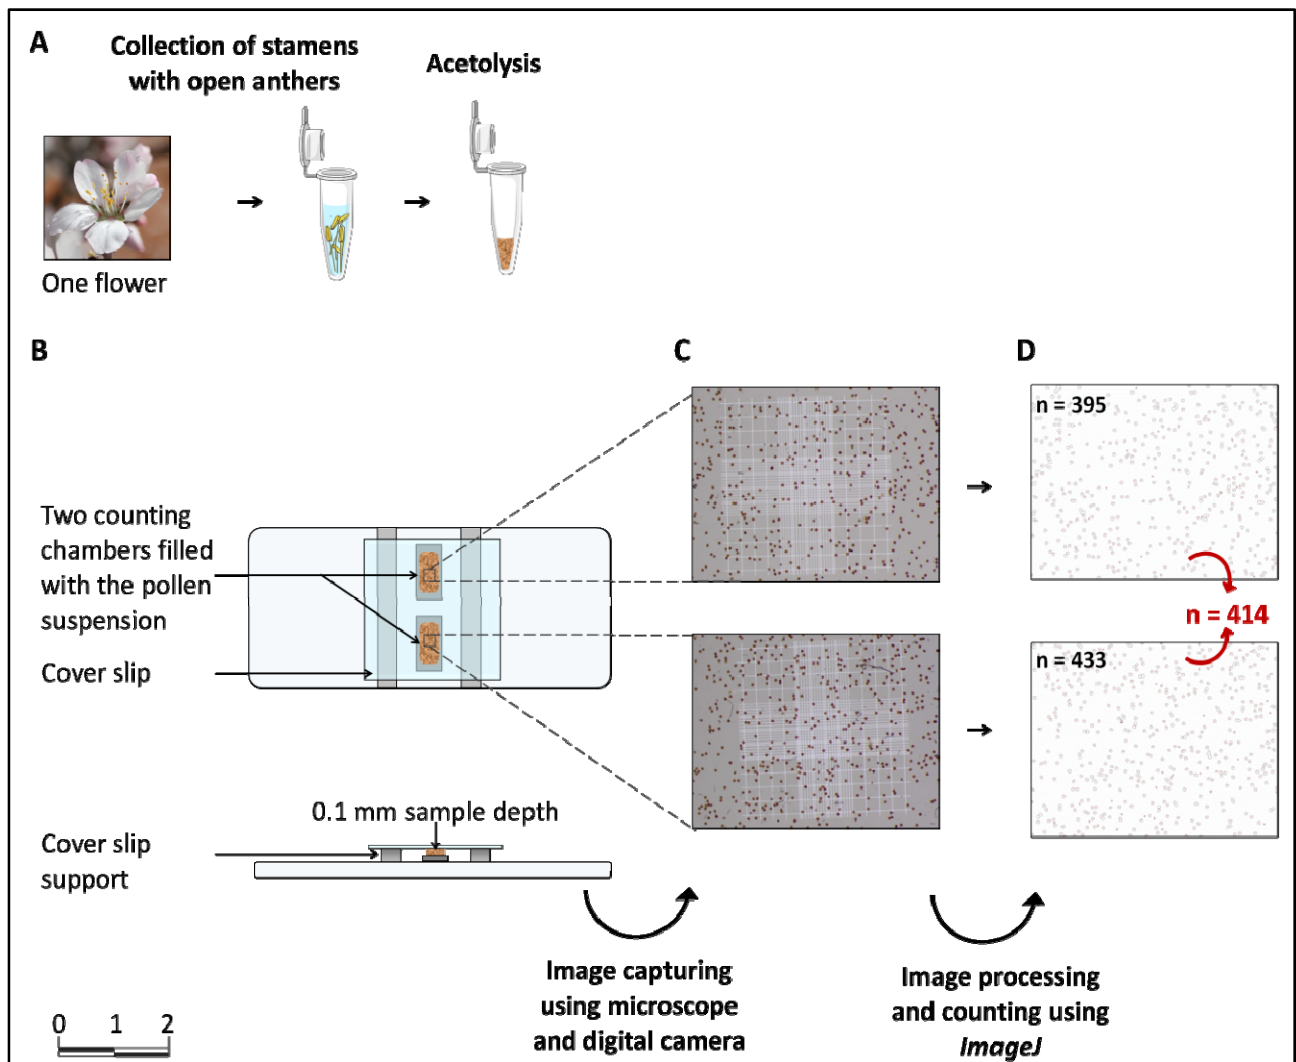 A
Collection of stamens
with open anthers
Acetolysis
One flower
B
C
D
n = 395
Two counting
chambers filled
with the pollen
suspension
n = 414
Cover slip
n = 433
0.1 mm sample depth
Cover slip
support
Image capturing
using microscope
and digital camera
Image processing
and counting using
ImageJ
0 1 2